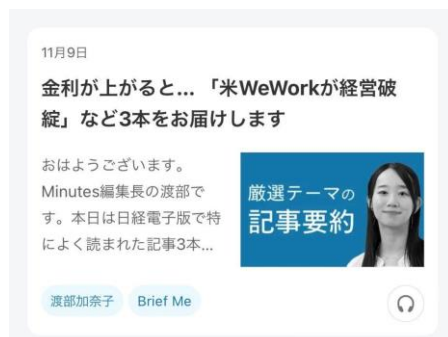 11月9日
金利が上がると... 「米WeWorkが経営破
綻」など3本をお届けします
おはようございます。
Minutes編集長の渡部で
す。本日は日経電子版で特
によく読まれた記事3本...
厳選テーマの
記事要約
渡部加奈子
Brief Me